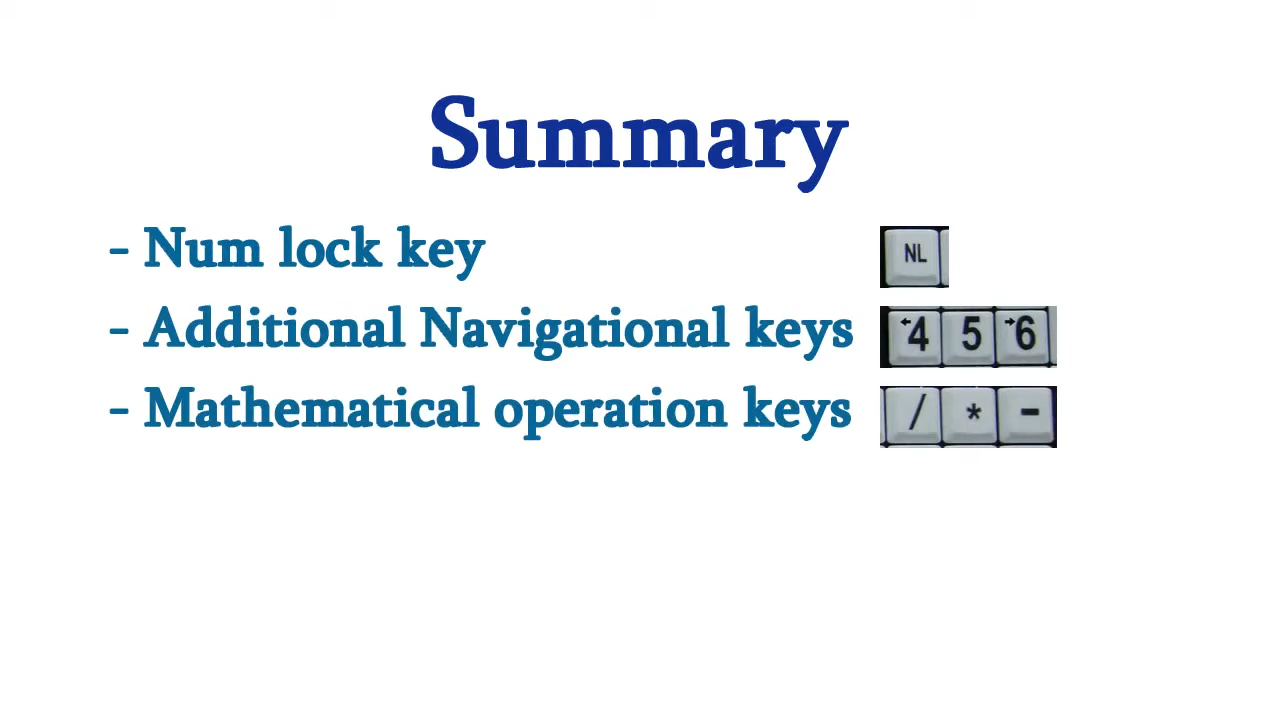 Summary
- Num lock key NL
- Additional Navigational keys ←4 5 →6
- Mathematical operation keys / * -